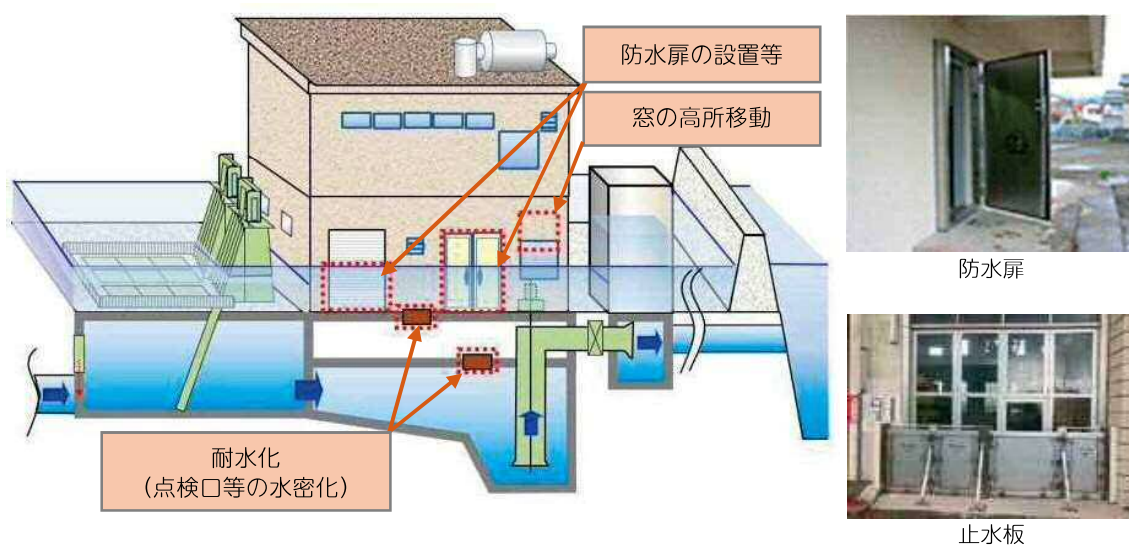 防水扉の設置等
窓の高所移動
耐水化
（点検口等の水密化）
防水扉
止水板